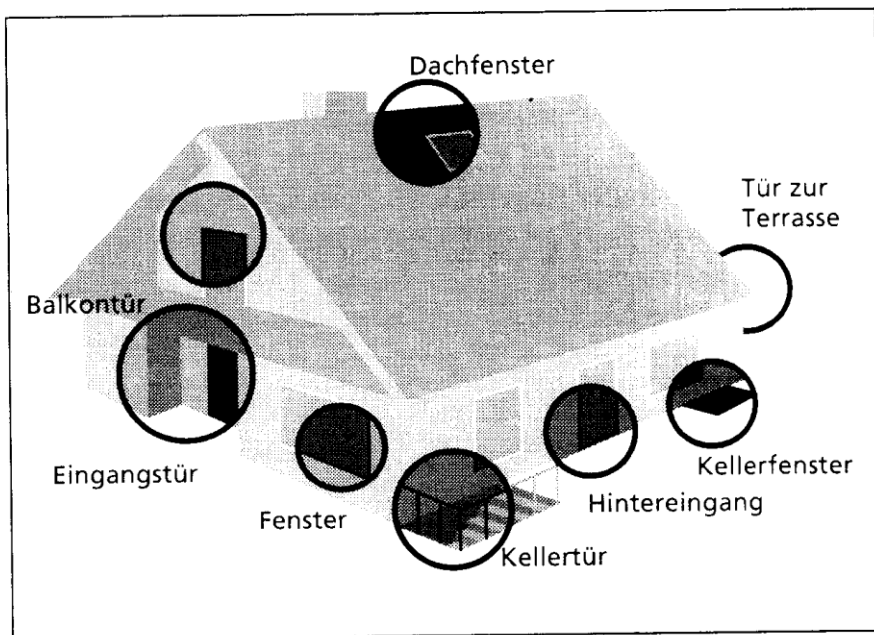 Dachfenster
Tür zur
Terrasse
Balkontür
Eingangstür
Kellerfenster
Hintereingang
Fenster
Kellertür